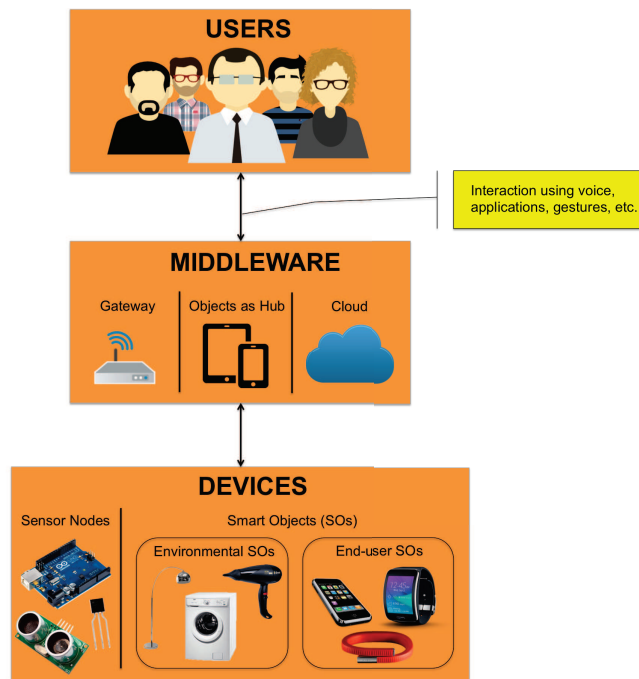 USERS
Interaction using voice,
applications, gestures, etc.
MIDDLEWARE
Gateway
Objects as Hub
Cloud
DEVICES
Sensor Nodes
Smart Objects (SOs)
Environmental SOs
End-user SOs